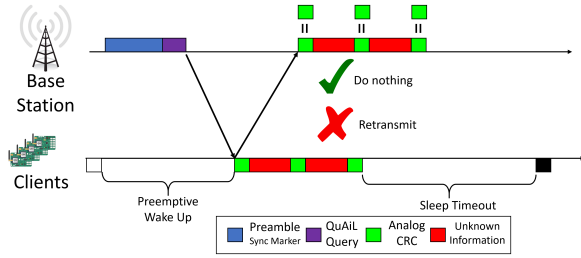 Base
Station
Do nothing
Retransmit
Clients
Preemptive
Wake Up
Sleep Timeout
Preamble
Sync Marker
QuAiL
Query
Analog
CRC
Unknown
Information